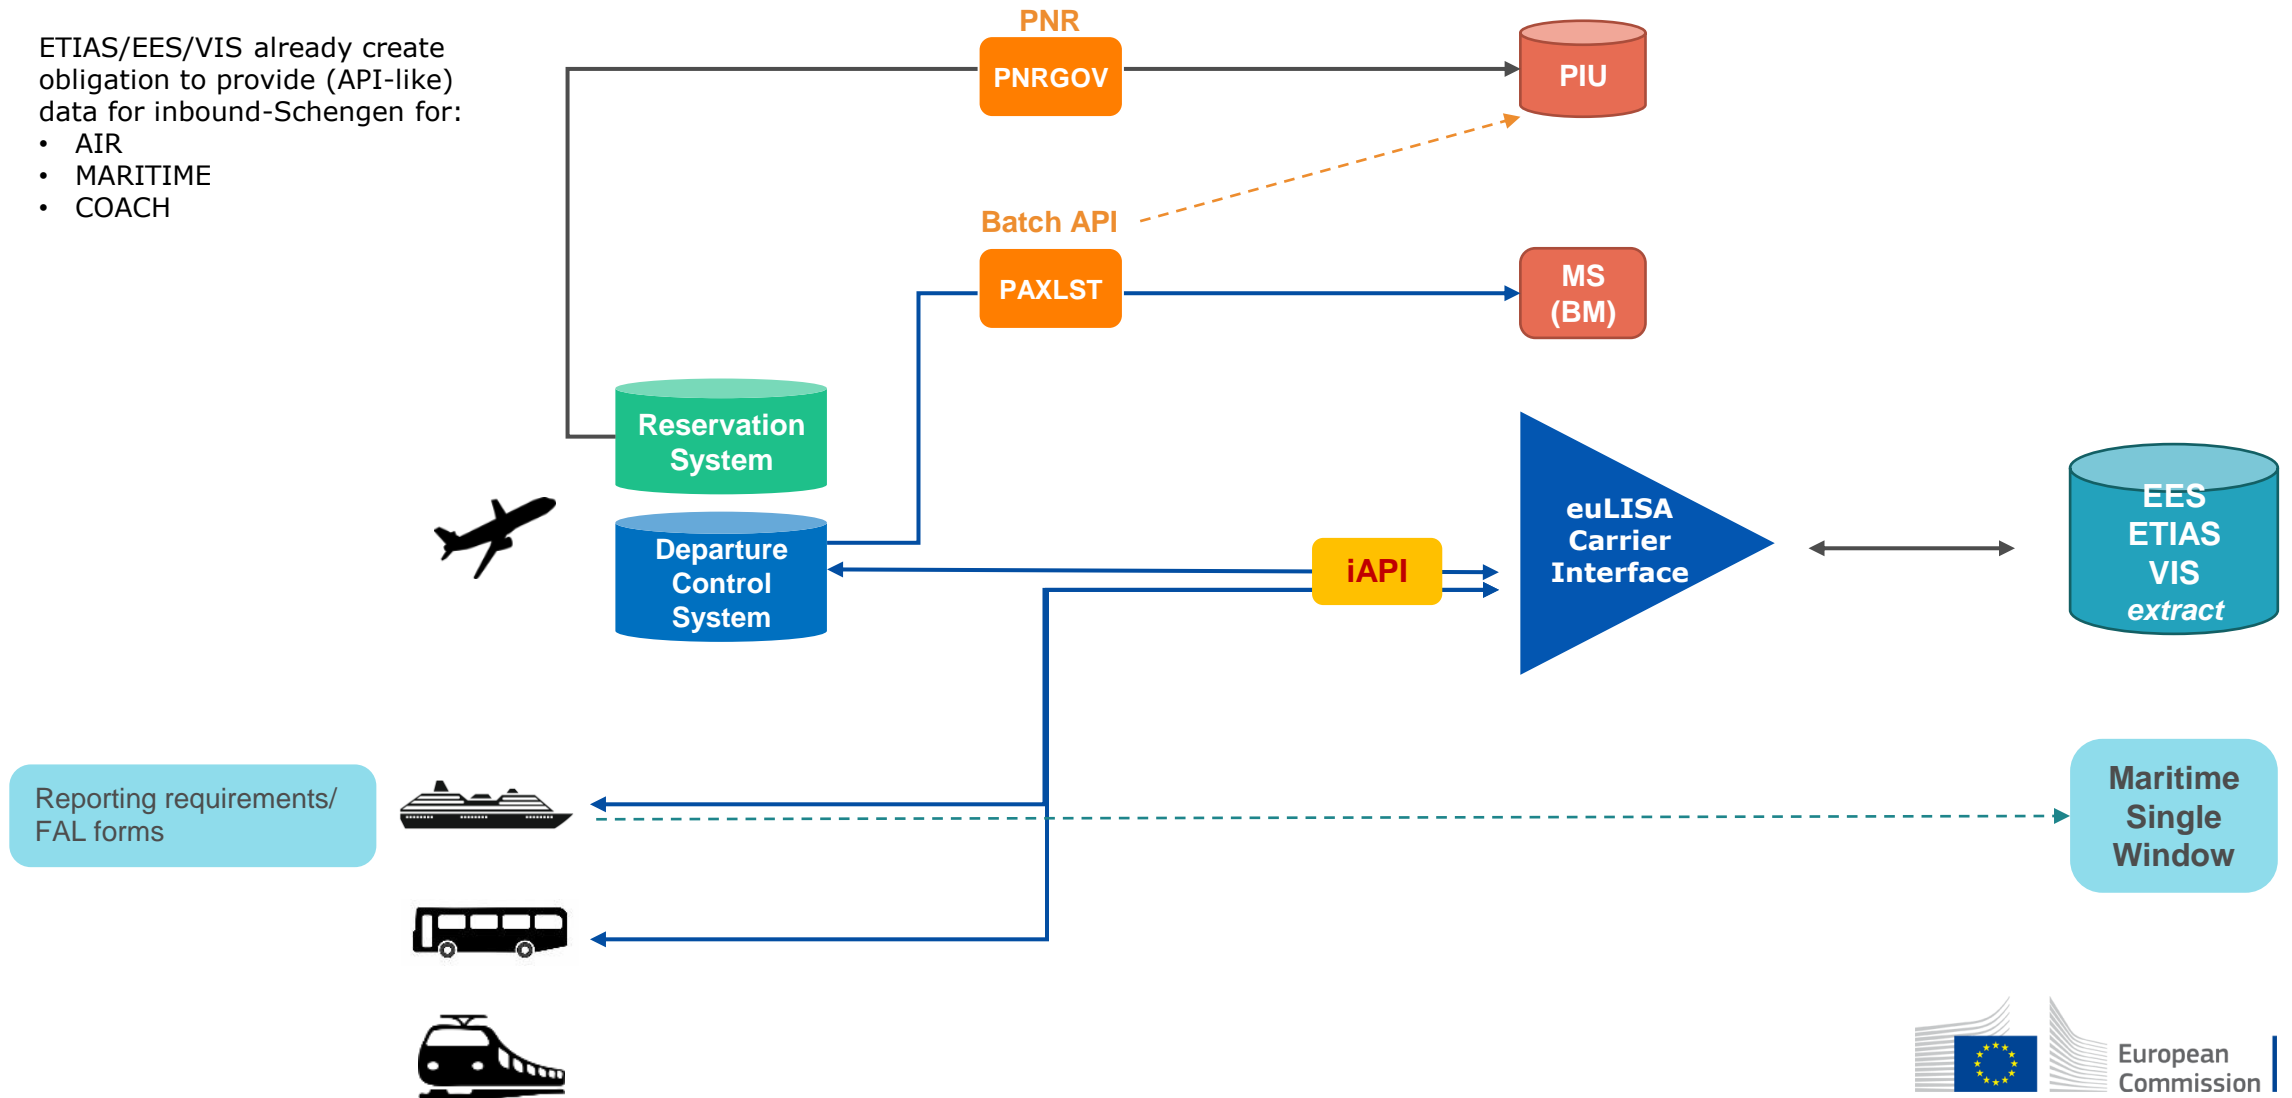 ETIAS/EES/VIS already create
obligation to provide (API-like)
data for inbound-Schengen for:
• AIR
• MARITIME
• COACH
PNR
PNRGOV
PIU
Batch API
PAXLST
MS
(BM)
Reservation
System
Departure
Control
System
iAPI
euLISA
Carrier
Interface
EES
ETIAS
VIS
extract
Reporting requirements/
FAL forms
Maritime
Single
Window
European
Commission